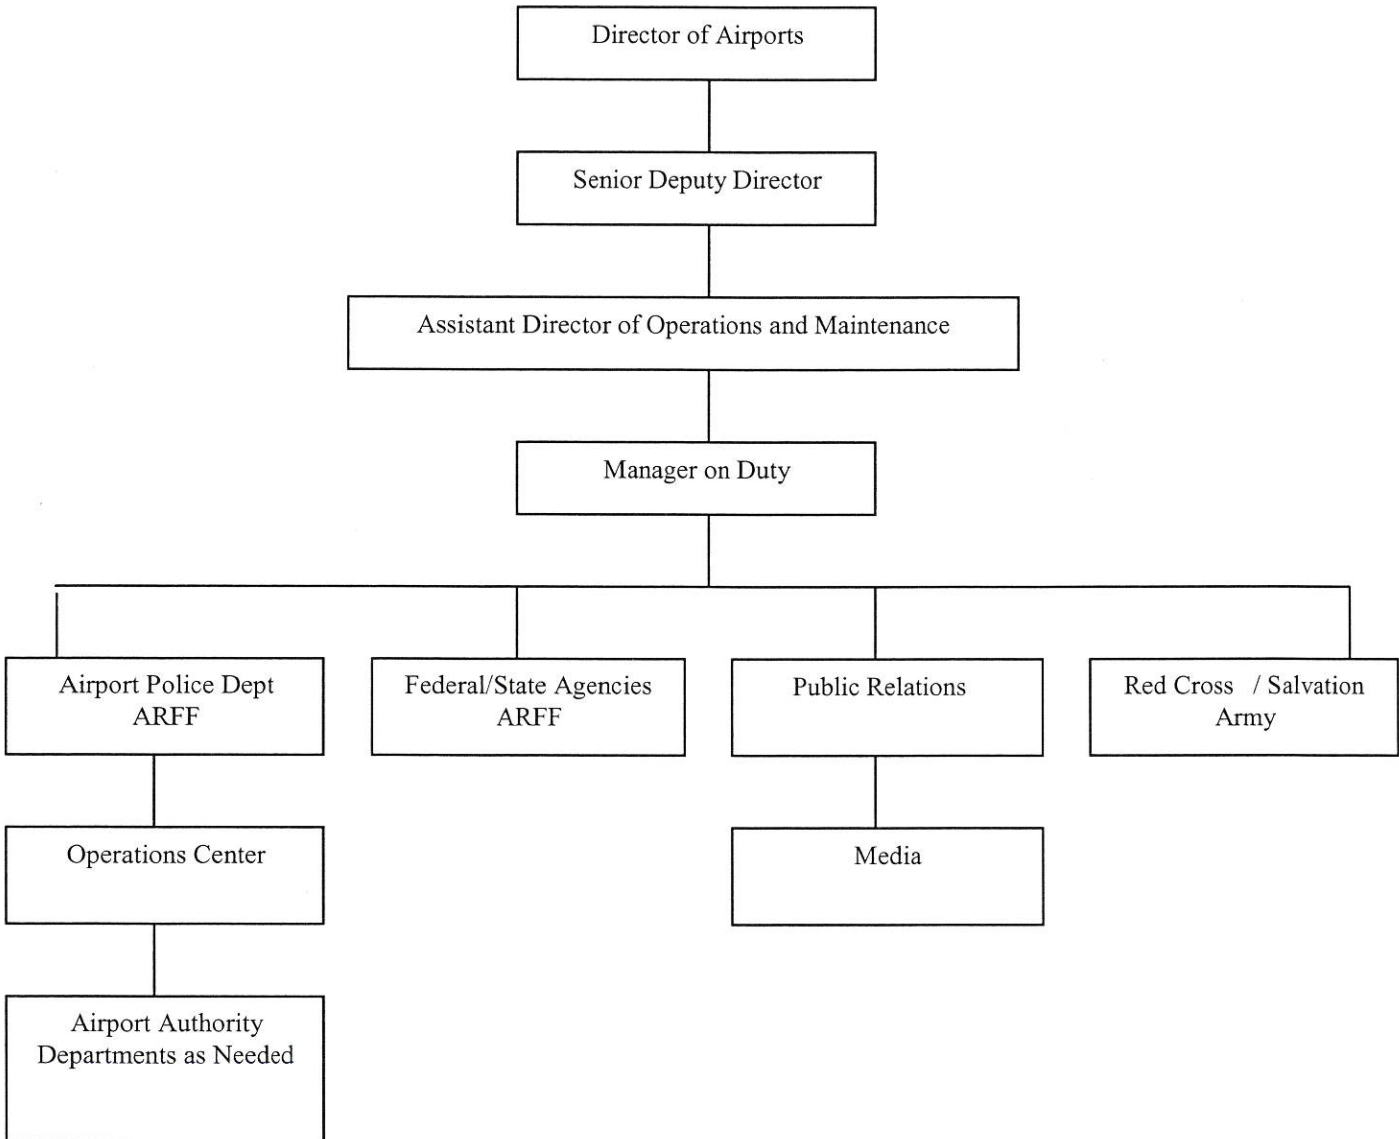 Director of Airports
Senior Deputy Director
Assistant Director of Operations and Maintenance
Manager on Duty
Airport Police Dept
ARFF
Federal/State Agencies
ARFF
Public Relations
Red Cross / Salvation
Army
Operations Center
Media
Airport Authority
Departments as Needed